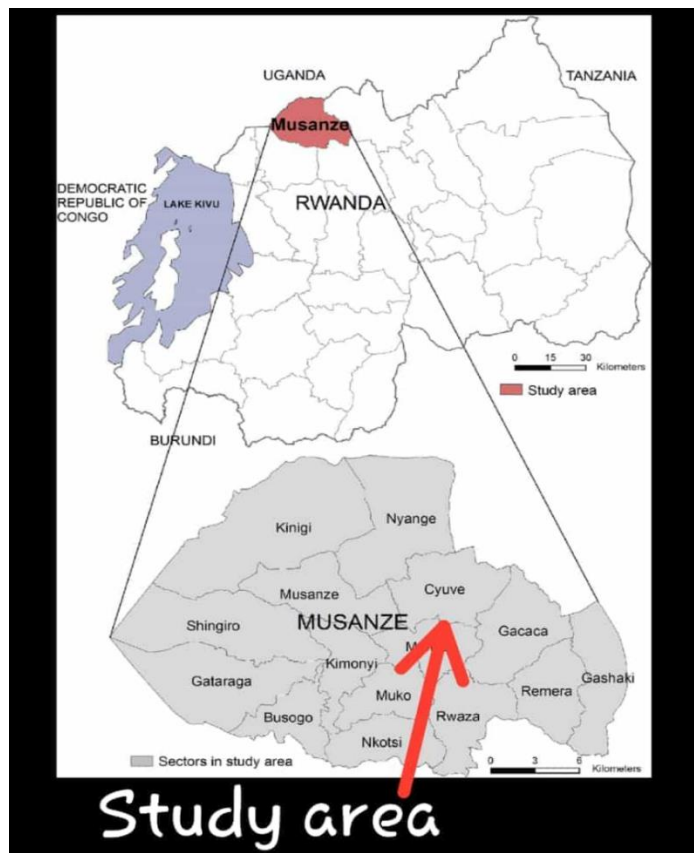 UGANDA
TANZANIA
Musanze
DEMOCRATIC
REPUBLIC OF
CONGO
LAKE KIVU
RWANDA
0 15 30
Kilometers
Study area
BURUNDI
Nyange
Kinigi
Cyuve
Musanze
Shingiro
MUSANZE
Gacaca
Kimonyi
Gataraga
Gashaki
Muko
Remera
Busogo
Rwaza
Nkotsi
Sectors in study area
0 3 6
Kilometers
Study area